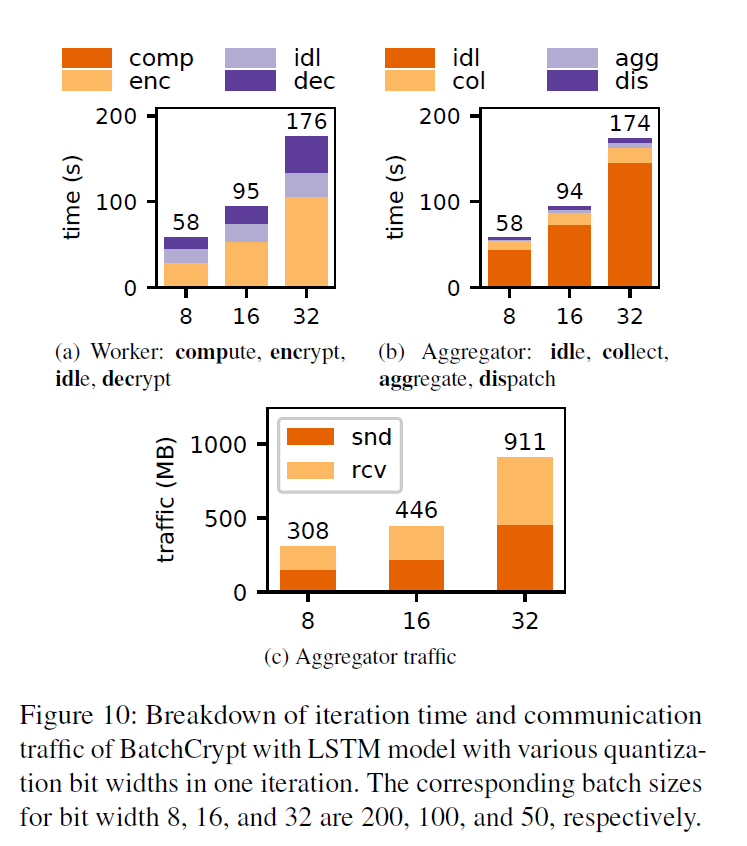 comp
enc
idl
dec
idl
col
agg
dis
time (s)
200
100
0
58
95
176
8
16
32
time (s)
200
100
0
58
94
174
8
16
32
(a) Worker: compute, encrypt,
idle, decrypt
(b) Aggregator: idle, collect,
aggregate, dispatch
traffic (MB)
1000
500
0
snd
rcv
308
446
911
8
16
32
(c) Aggregator traffic
Figure 10: Breakdown of iteration time and communication
traffic of BatchCrypt with LSTM model with various quantiza-
tion bit widths in one iteration. The corresponding batch sizes
for bit width 8, 16, and 32 are 200, 100, and 50, respectively.